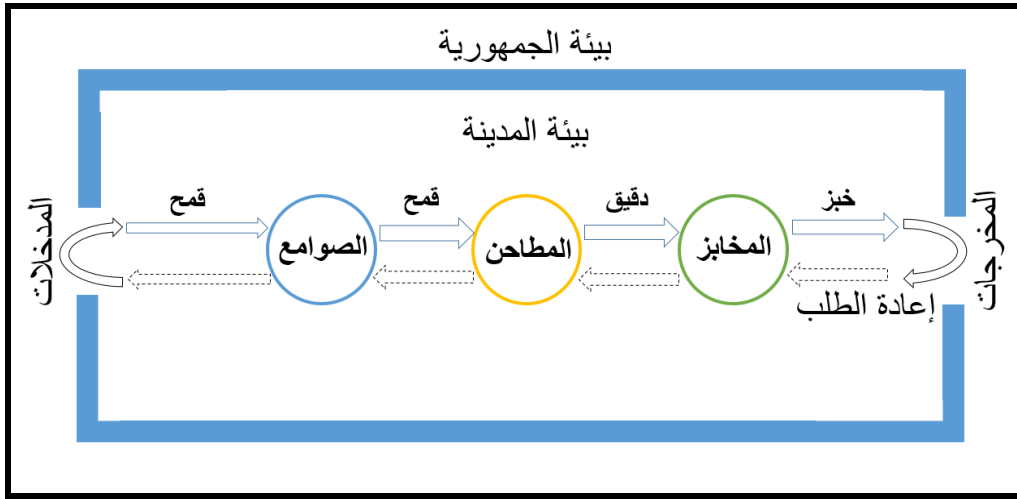 بيئة الجمهورية
بيئة المدينة
خبز
دقيق
قمح
قمح
المخرجات
المخابز
المطاحن
الصوامع
المدخلات
إعادة الطلب